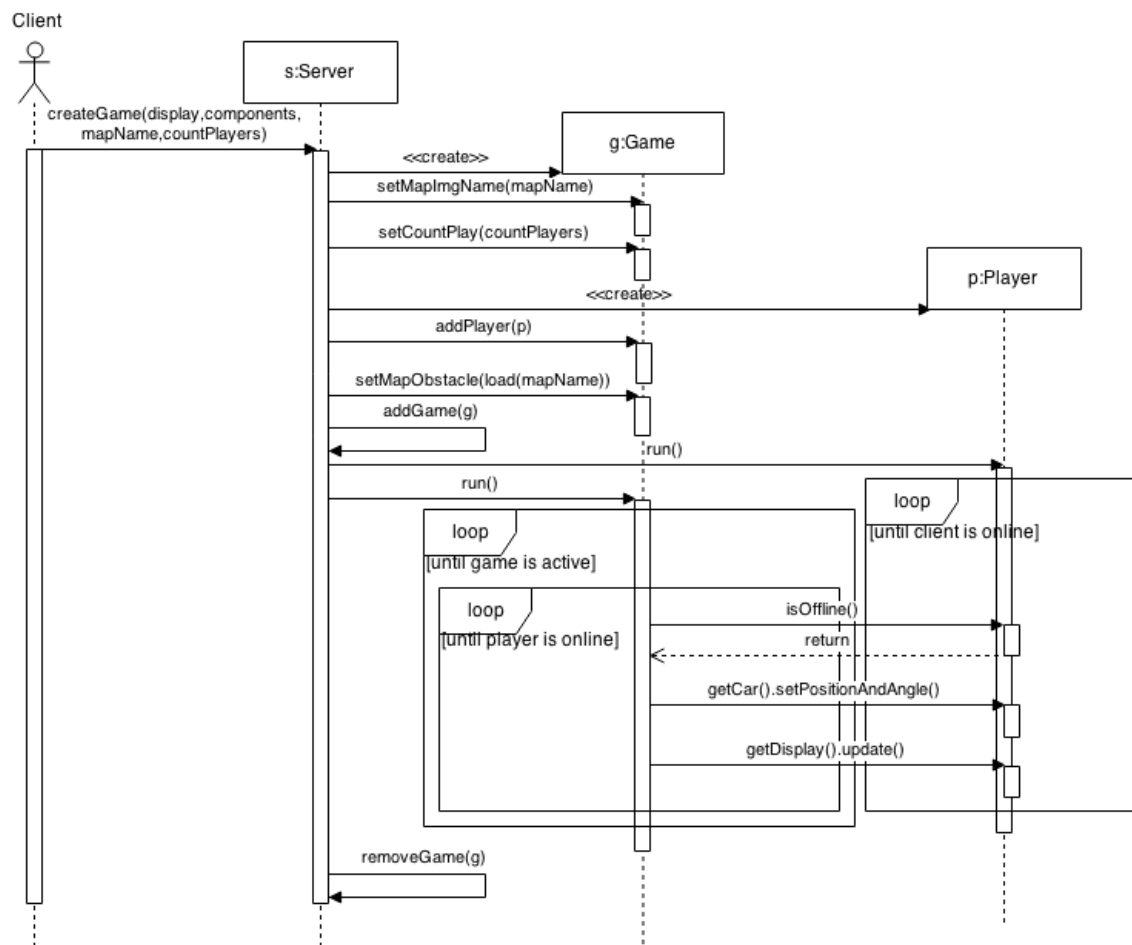 Client
s:Server
createGame(display,components,
mapName,countPlayers)
g:Game
<<create>>
setMapImgName(mapName)
setCountPlay(countPlayers)
p:Player
<<create>>
addPlayer(p)
setMapObstacle(load(mapName))
addGame(g)
run()
run()
loop
[until client is online]
loop
[until game is active]
loop
[until player is online]
isOffline()
return
getCar().setPositionAndAngle()
getDisplay().update()
removeGame(g)